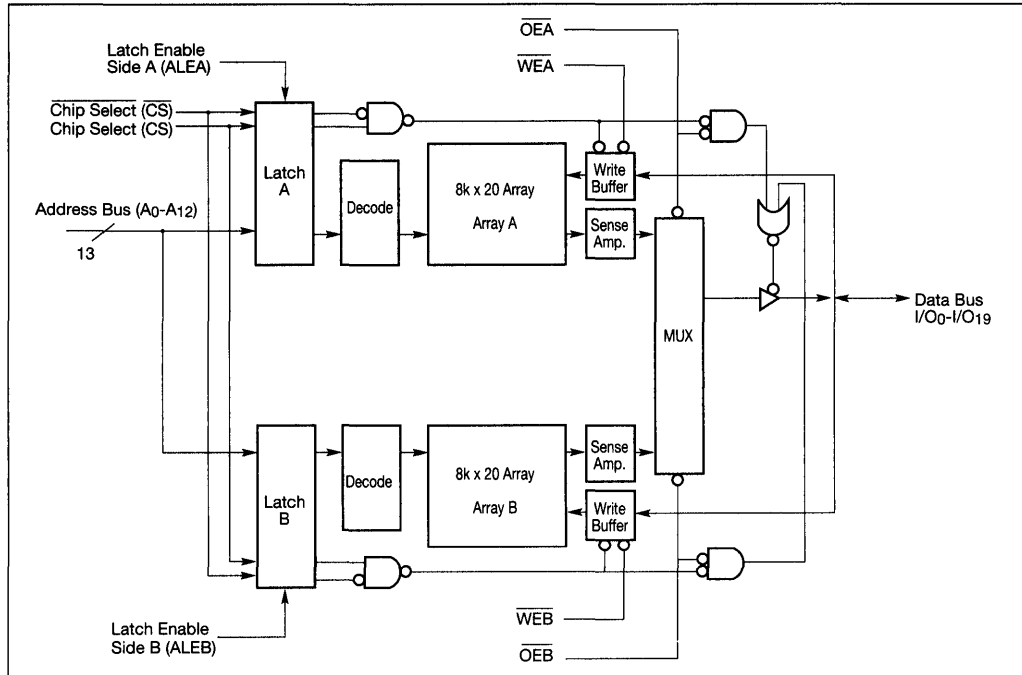 OEA
WEA
Latch Enable
Side A (ALEA)
Chip Select (CS)
Chip Select (CS)
Latch
A
Decode
8k x 20 Array
Array A
Write
Buffer
Sense
Amp.
Address Bus (A0-A12)
13
MUX
Data Bus
I/O0-I/O19
Latch
B
Decode
8k x 20 Array
Array B
Sense
Amp.
Write
Buffer
WEB
OEB
Latch Enable
Side B (ALEB)